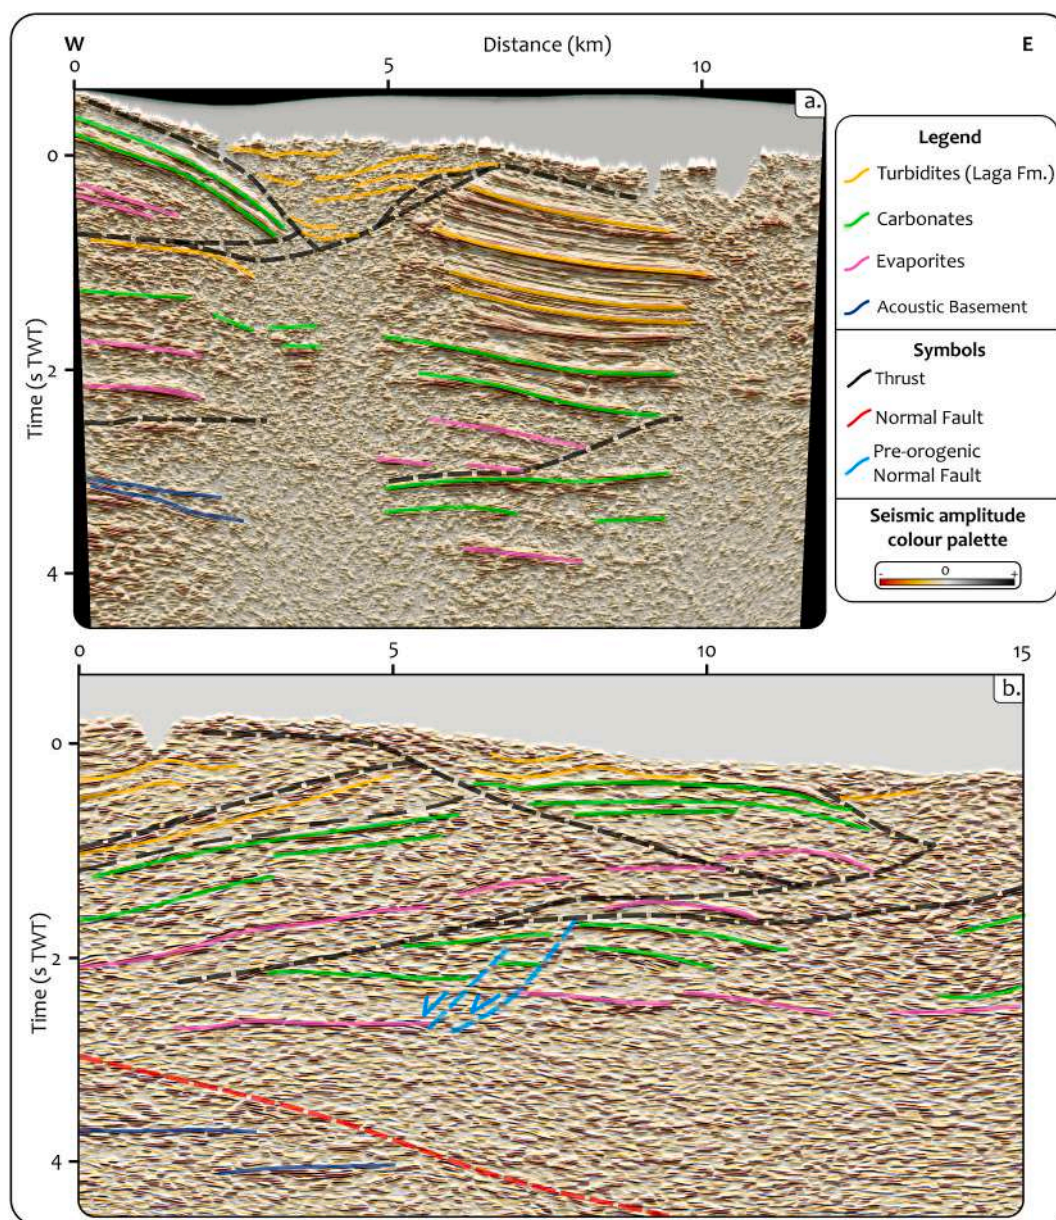 W Distance (km) E
0 5 10
a.
0
2
4
Time (s TWT)
Legend
Turbidites (Laga Fm.)
Carbonates
Evaporites
Acoustic Basement
Symbols
Thrust
Normal Fault
Pre-orogenic
Normal Fault
Seismic amplitude
colour palette
- 0 +
0 5 10 15
b.
0
2
4
Time (s TWT)